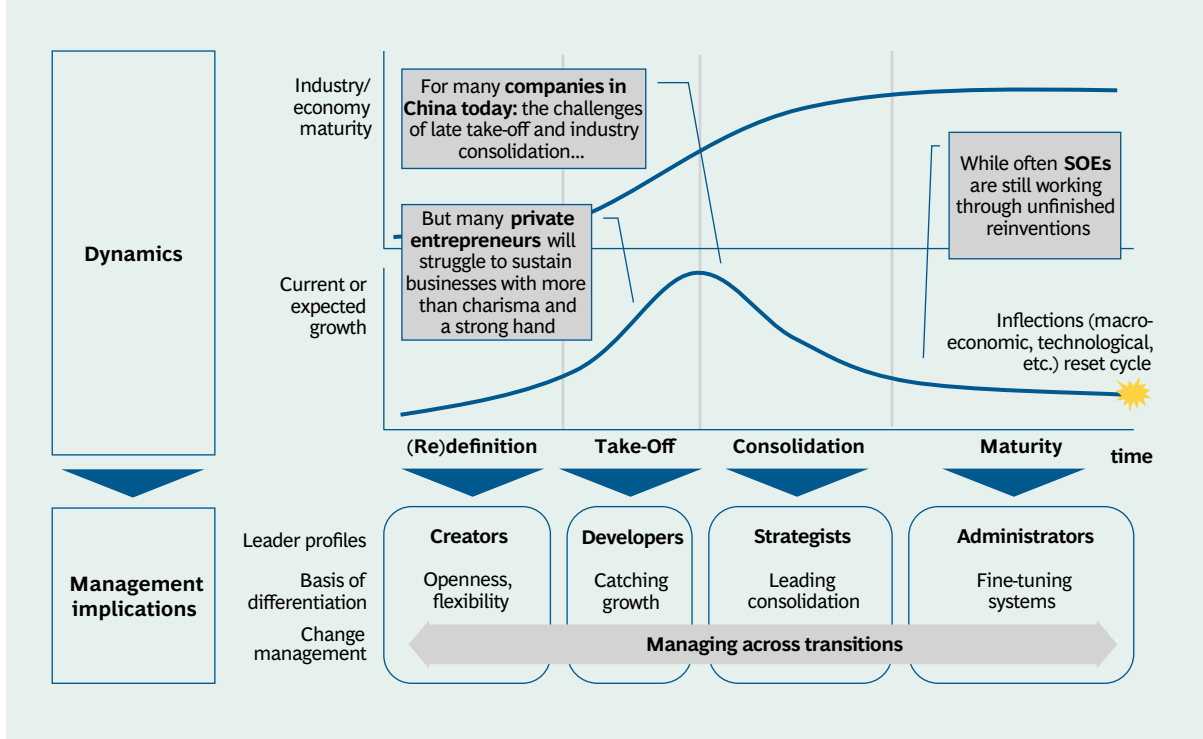 Dynamics
Industry/
economy
maturity
For many companies in
China today: the challenges
of late take-off and industry
consolidation...
But many private
entrepreneurs will
struggle to sustain
businesses with more
than charisma and
a strong hand
While often SOEs
are still working
through unfinished
reinventions
Current or
expected
growth
Inflections (macro-
economic, technological,
etc.) reset cycle
(Re)definition
Take-Off
Consolidation
Maturity
time
Management
implications
Leader profiles
Creators
Developers
Strategists
Administrators
Basis of
differentiation
Openness,
flexibility
Catching
growth
Leading
consolidation
Fine-tuning
systems
Change
management
Managing across transitions